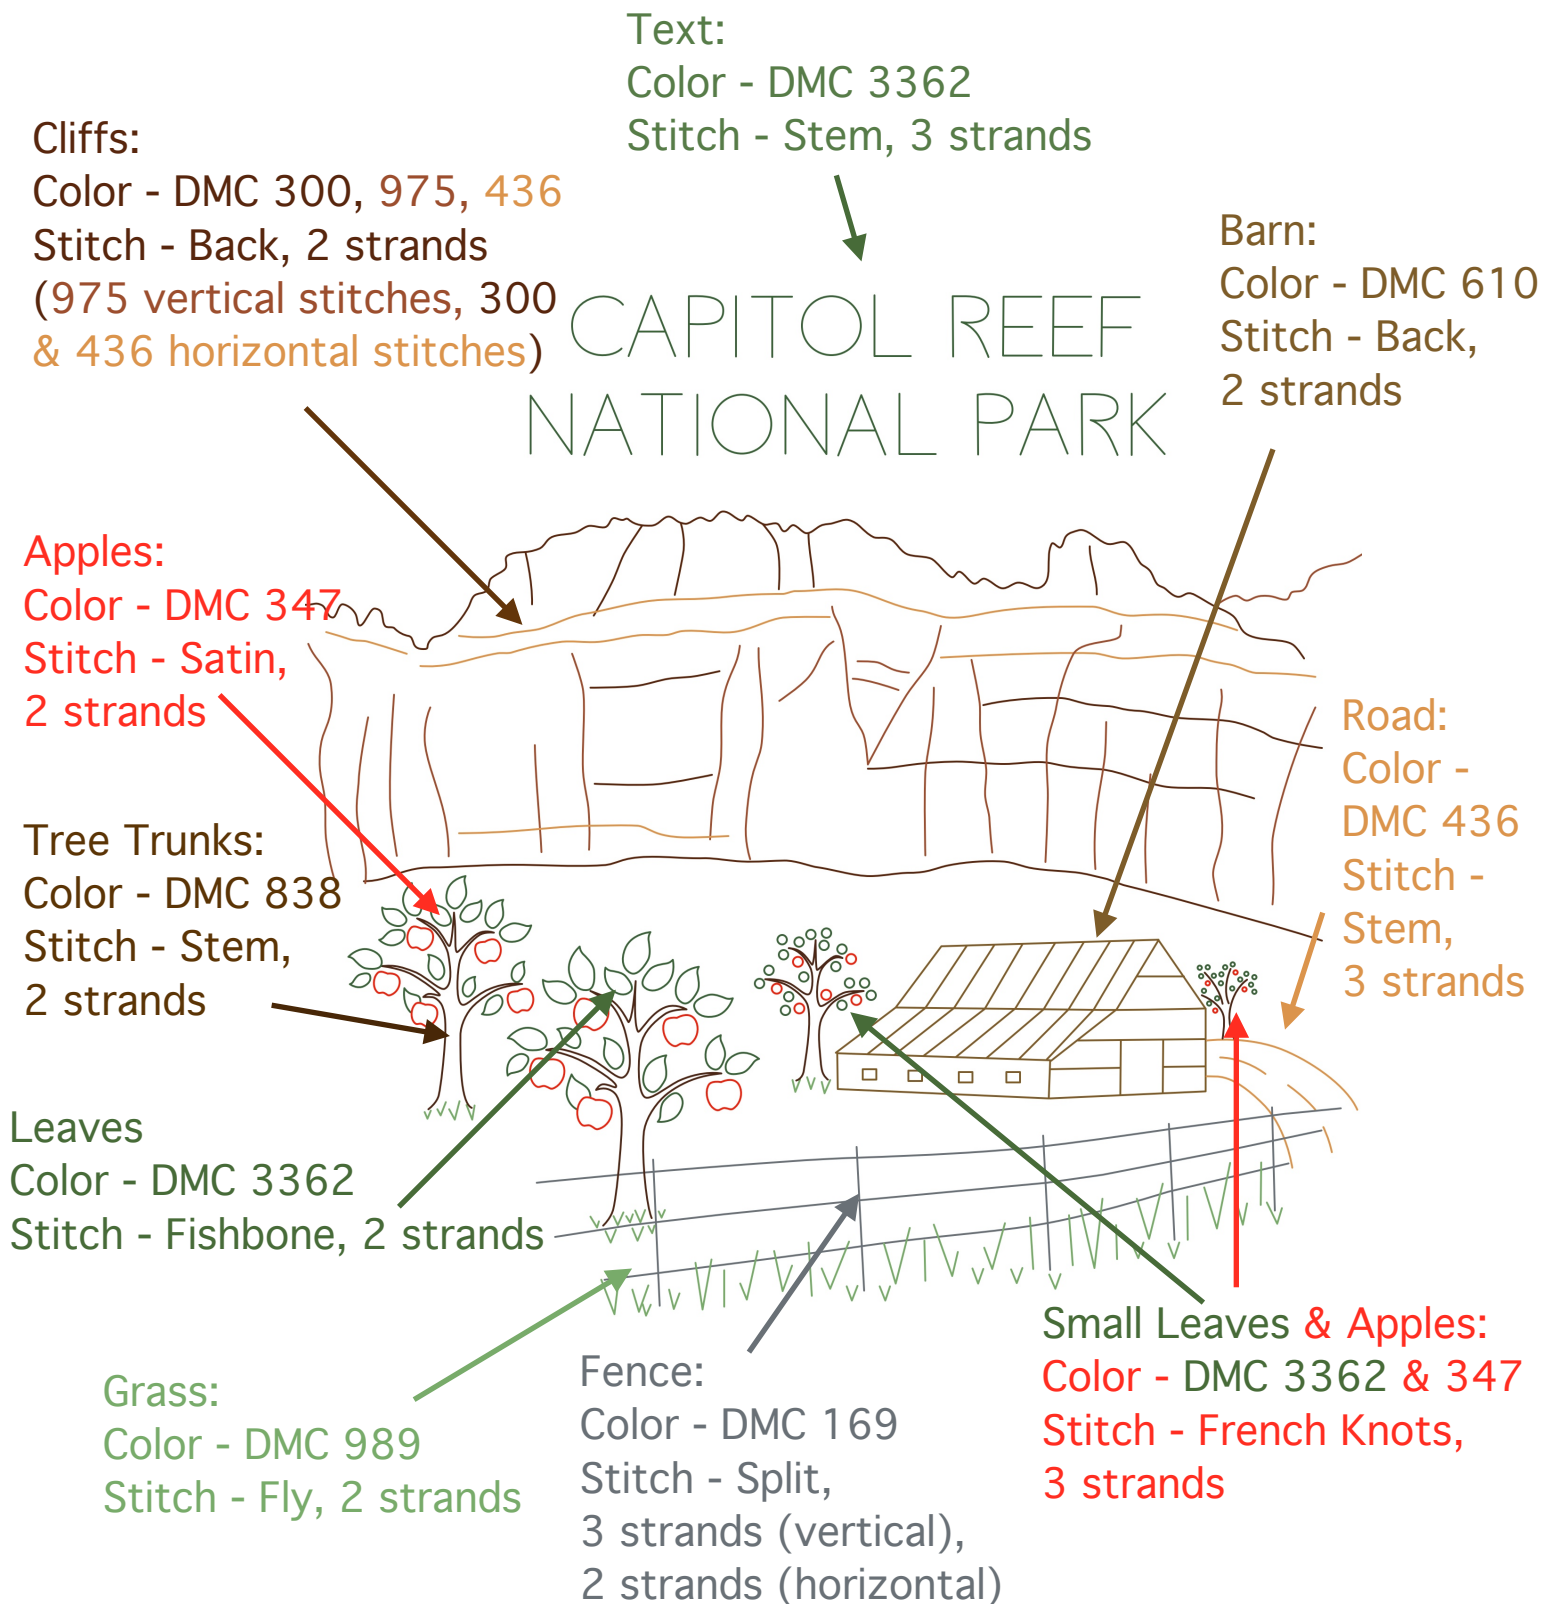 Text:
Color - DMC 3362
Stitch - Stem, 3 strands
Cliffs:
Color - DMC 300, 975, 436
Stitch - Back, 2 strands
(975 vertical stitches, 300
& 436 horizontal stitches)
Barn:
Color - DMC 610
Stitch - Back,
2 strands
CAPITOL REEF
NATIONAL PARK
Apples:
Color - DMC 347
Stitch - Satin,
2 strands
Road:
Color -
DMC 436
Stitch -
Stem,
3 strands
Tree Trunks:
Color - DMC 838
Stitch - Stem,
2 strands
Leaves
Color - DMC 3362
Stitch - Fishbone, 2 strands
Grass:
Color - DMC 989
Stitch - Fly, 2 strands
Fence:
Color - DMC 169
Stitch - Split,
3 strands (vertical),
2 strands (horizontal)
Small Leaves & Apples:
Color - DMC 3362 & 347
Stitch - French Knots,
3 strands